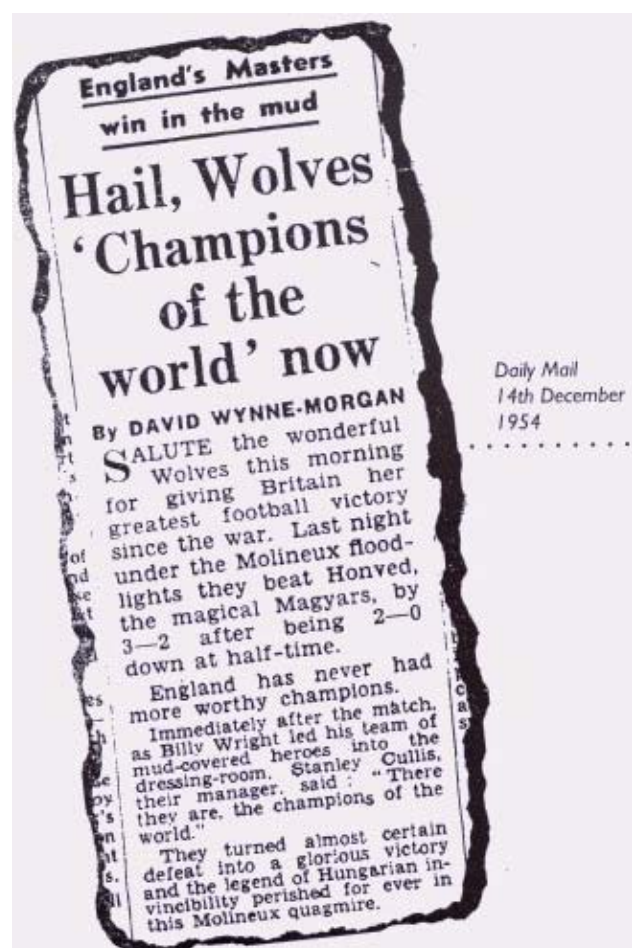 England's Masters
win in the mud
Hail, Wolves
‘Champions
of the
world’ now
By DAVID WYNNE-MORGAN
SALUTE the wonderful
Wolves this morning
for giving Britain her
greatest football victory
since the war. Last night
under the Molineux flood-
lights they beat Honved,
the magical Magyars, by
3—2 after being 2—0
down at half-time.
England has never had
more worthy champions.
Immediately after the match,
as Billy Wright led his team of
mud-covered heroes into the
dressing-room, Stanley Cullis,
their manager, said: "There
they are, the champions of the
world."
They turned almost certain
defeat into a glorious victory
and the legend of Hungarian in-
vincibility perished for ever in
this Molineux quagmire.
Daily Mail
14th December
1954